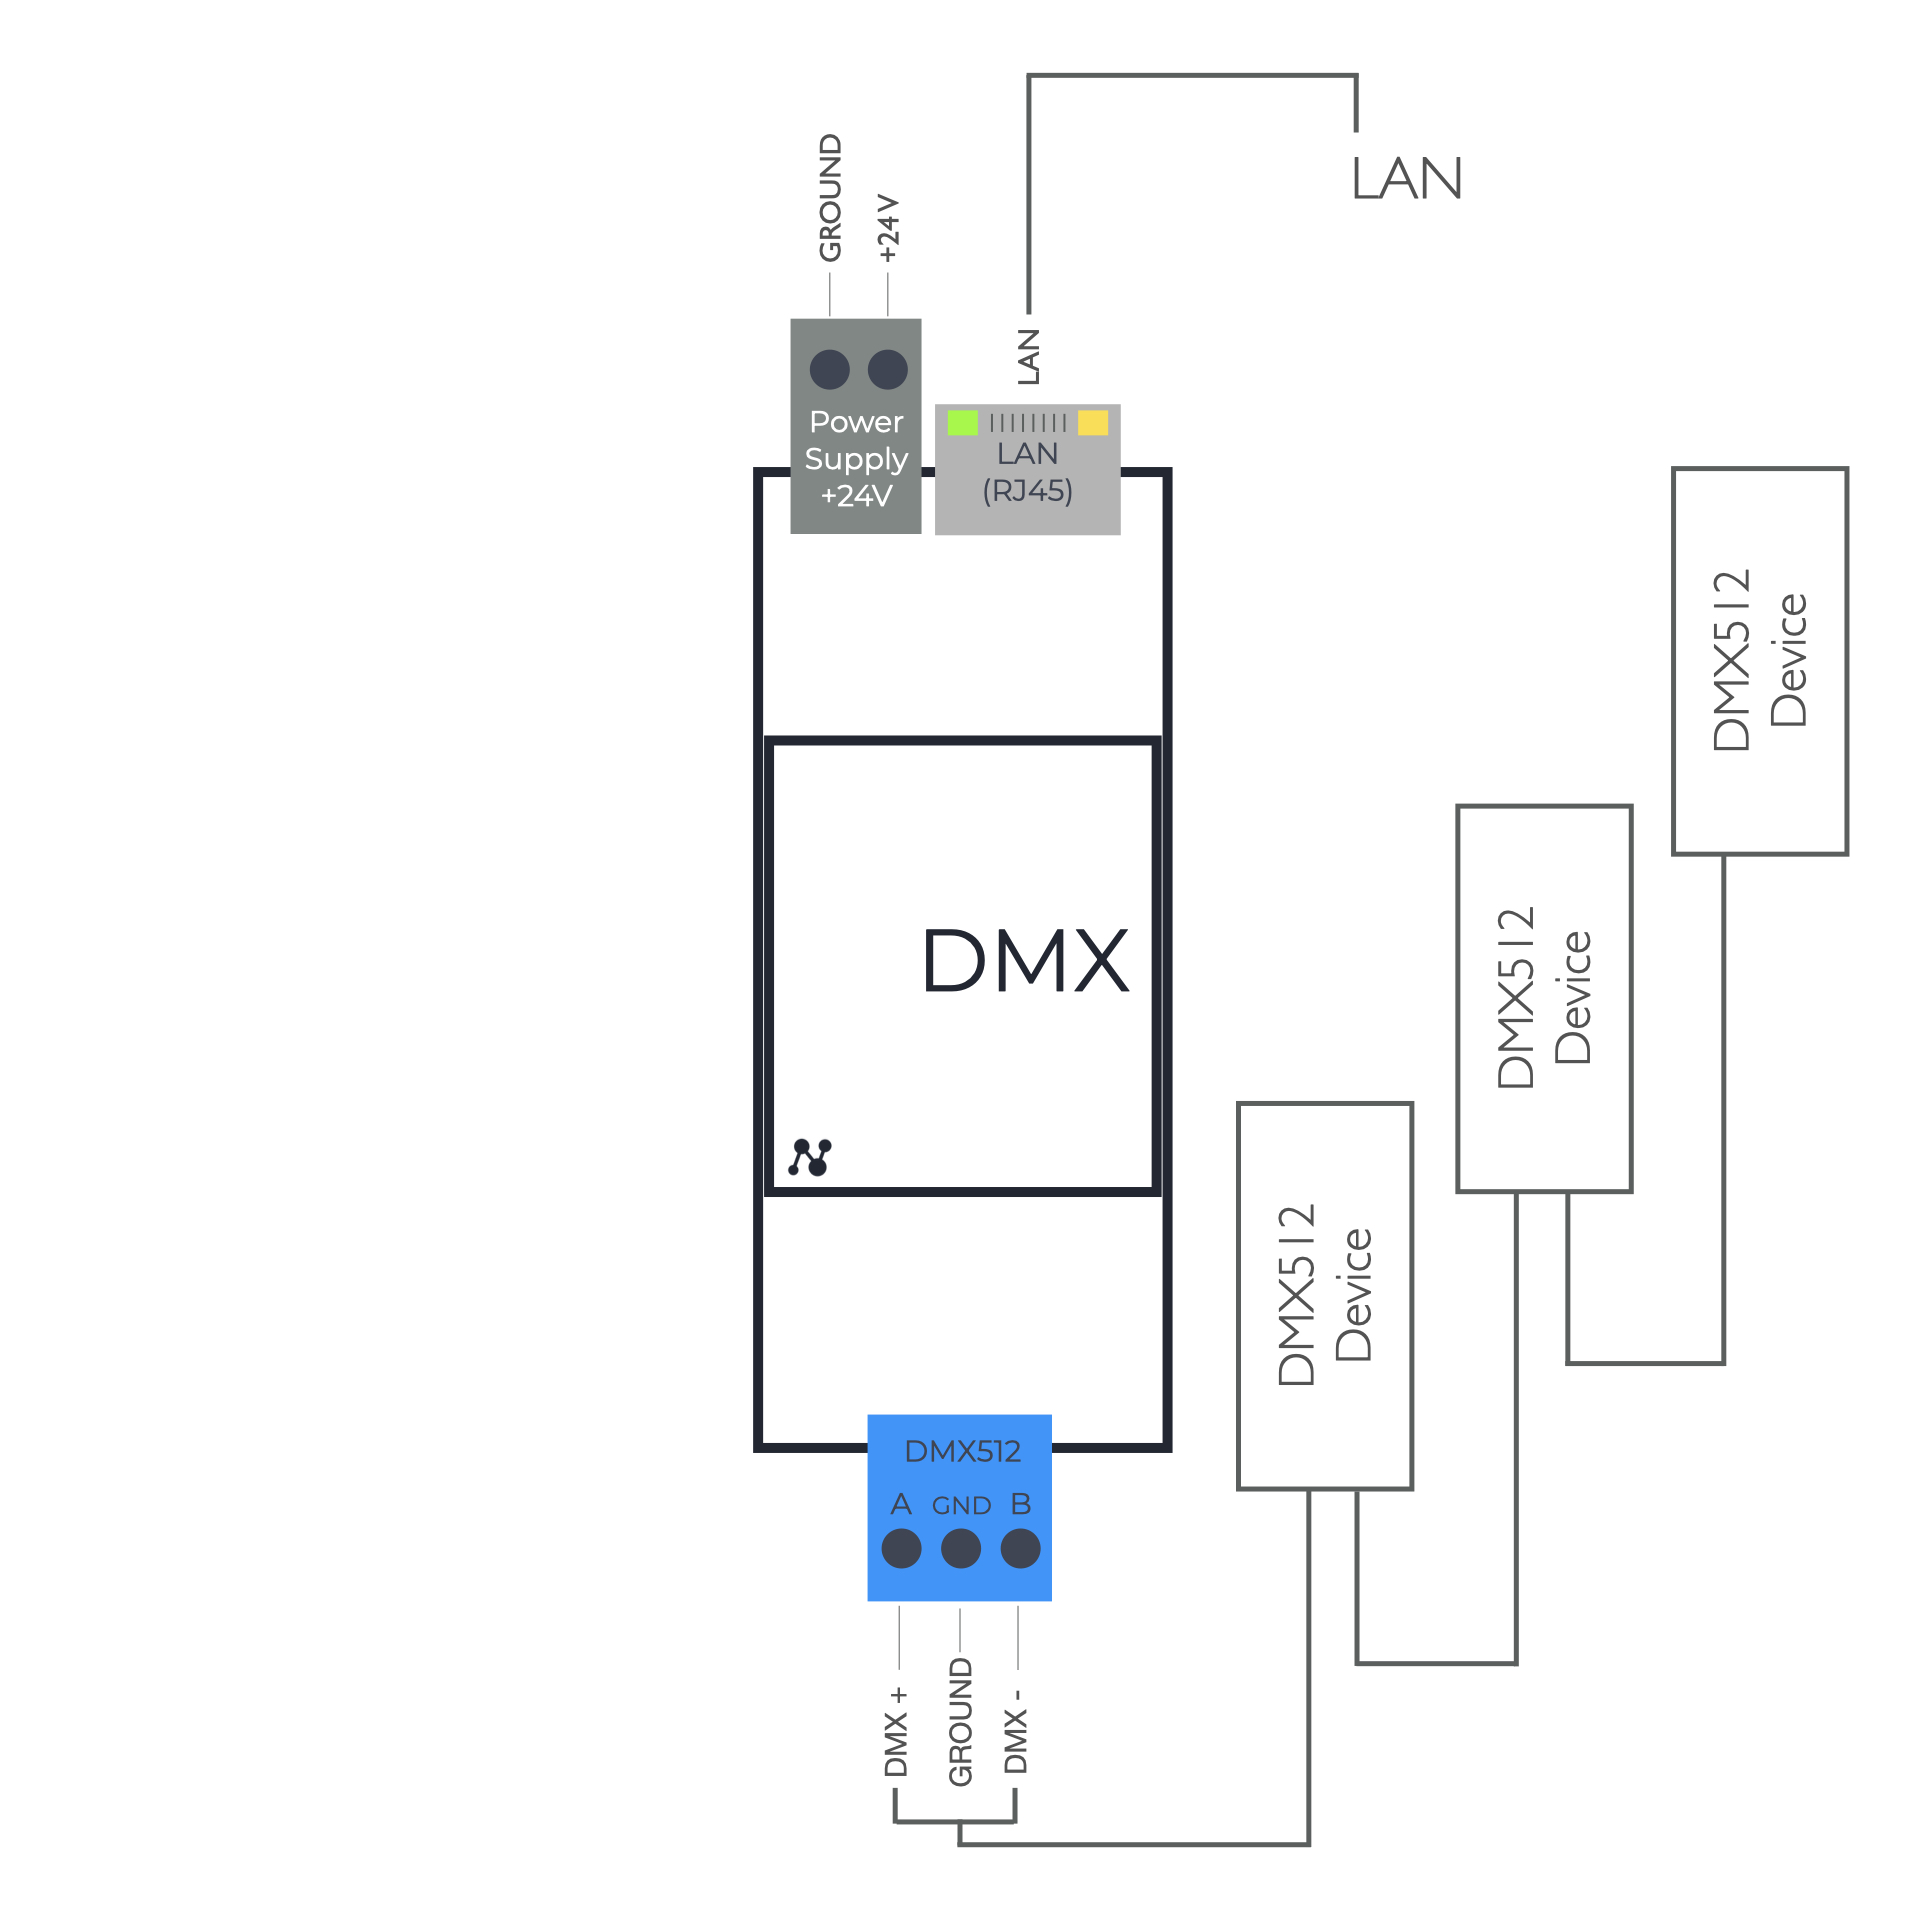 GROUND
+24V
LAN
LAN
Power
Supply
+24V
LAN
(RJ45)
DMX
DMX512
Device
DMX512
Device
DMX512
Device
DMX512
A GND B
DMX +
GROUND
DMX -